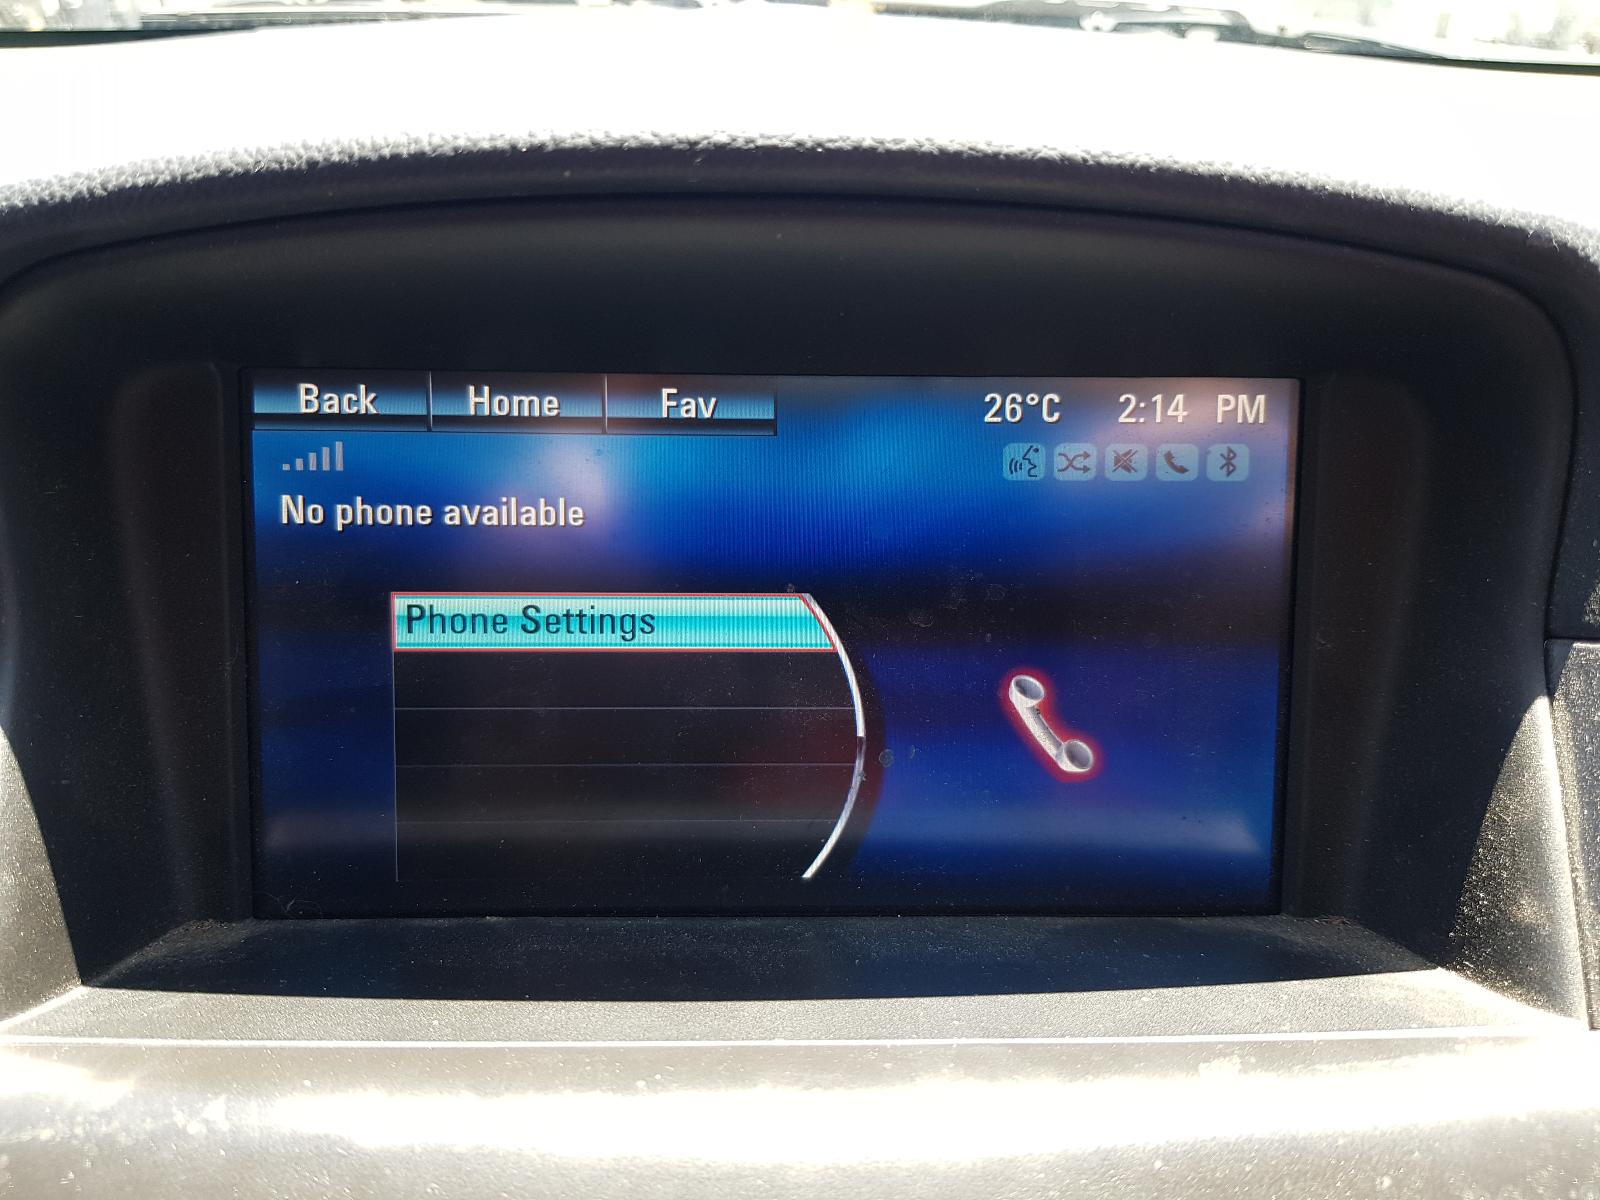 Back Home Fav 26°C 2:14 PM
No phone available
Phone Settings